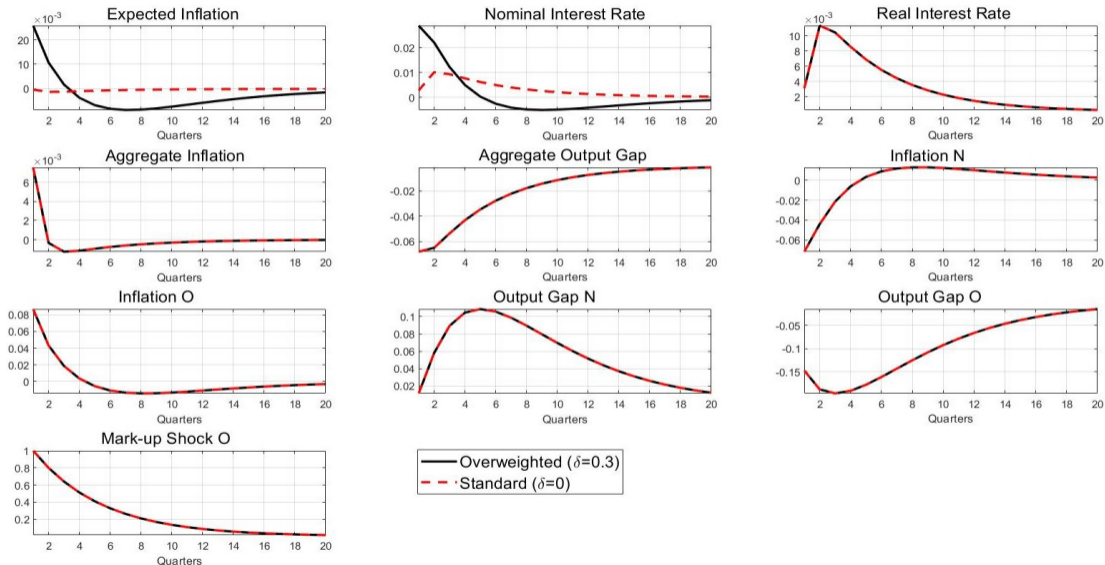 Expected Inflation
×10⁻³
20
10
0
2 4 6 8 10 12 14 16 18 20
Quarters
Nominal Interest Rate
0.02
0.01
0
2 4 6 8 10 12 14 16 18 20
Quarters
Real Interest Rate
×10⁻³
10
8
6
4
2
2 4 6 8 10 12 14 16 18 20
Quarters
Aggregate Inflation
×10⁻³
6
4
2
0
2 4 6 8 10 12 14 16 18 20
Quarters
Aggregate Output Gap
-0.02
-0.04
-0.06
2 4 6 8 10 12 14 16 18 20
Quarters
Inflation N
0
-0.02
-0.04
-0.06
2 4 6 8 10 12 14 16 18 20
Quarters
Inflation O
0.08
0.06
0.04
0.02
0
2 4 6 8 10 12 14 16 18 20
Quarters
Output Gap N
0.1
0.08
0.06
0.04
0.02
2 4 6 8 10 12 14 16 18 20
Quarters
Output Gap O
-0.05
-0.1
-0.15
2 4 6 8 10 12 14 16 18 20
Quarters
Mark-up Shock O
1
0.8
0.6
0.4
0.2
2 4 6 8 10 12 14 16 18 20
Quarters
Overweighted (δ=0.3)
Standard (δ=0)